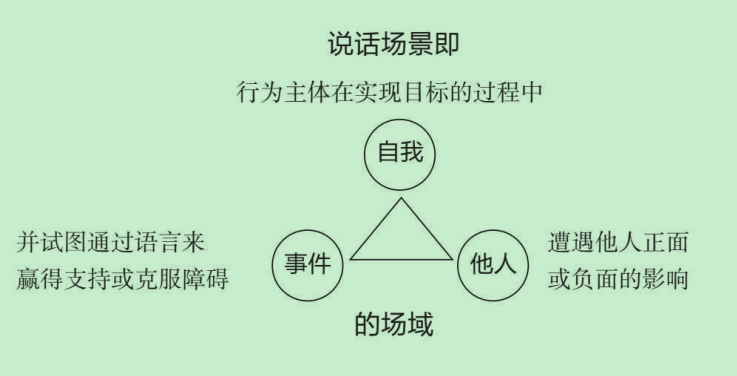 说话场景即
行为主体在实现目标的过程中
自我
并试图通过语言来
赢得支持或克服障碍
事件
他人
遭遇他人正面
或负面的影响
的场域